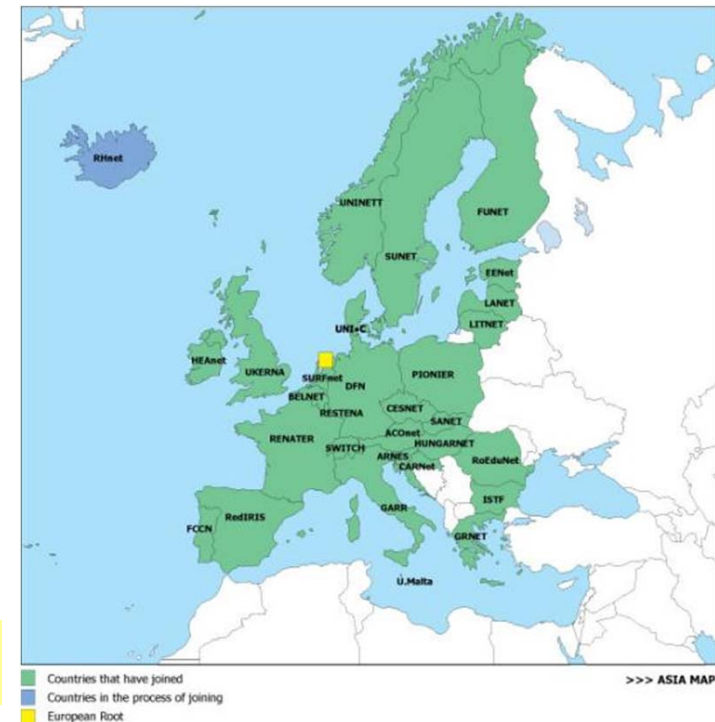 RHnet
UNINETT
FUNET
SUNET
EENet
LANET
LITNET
UNI•C
HEAnet
UKERNA
SURFnet
DFN
PIONIER
BELNET
RESTENA
CESNET
SANET
ACOnet
RENATER
HUNGARNET
SWITCH
ARNES
RoEduNet
CARNet
ISTF
GARR
RedIRIS
FCCN
GRNET
U.Malta
Countries that have joined
>>> ASIA MAP
Countries in the process of joining
European Root